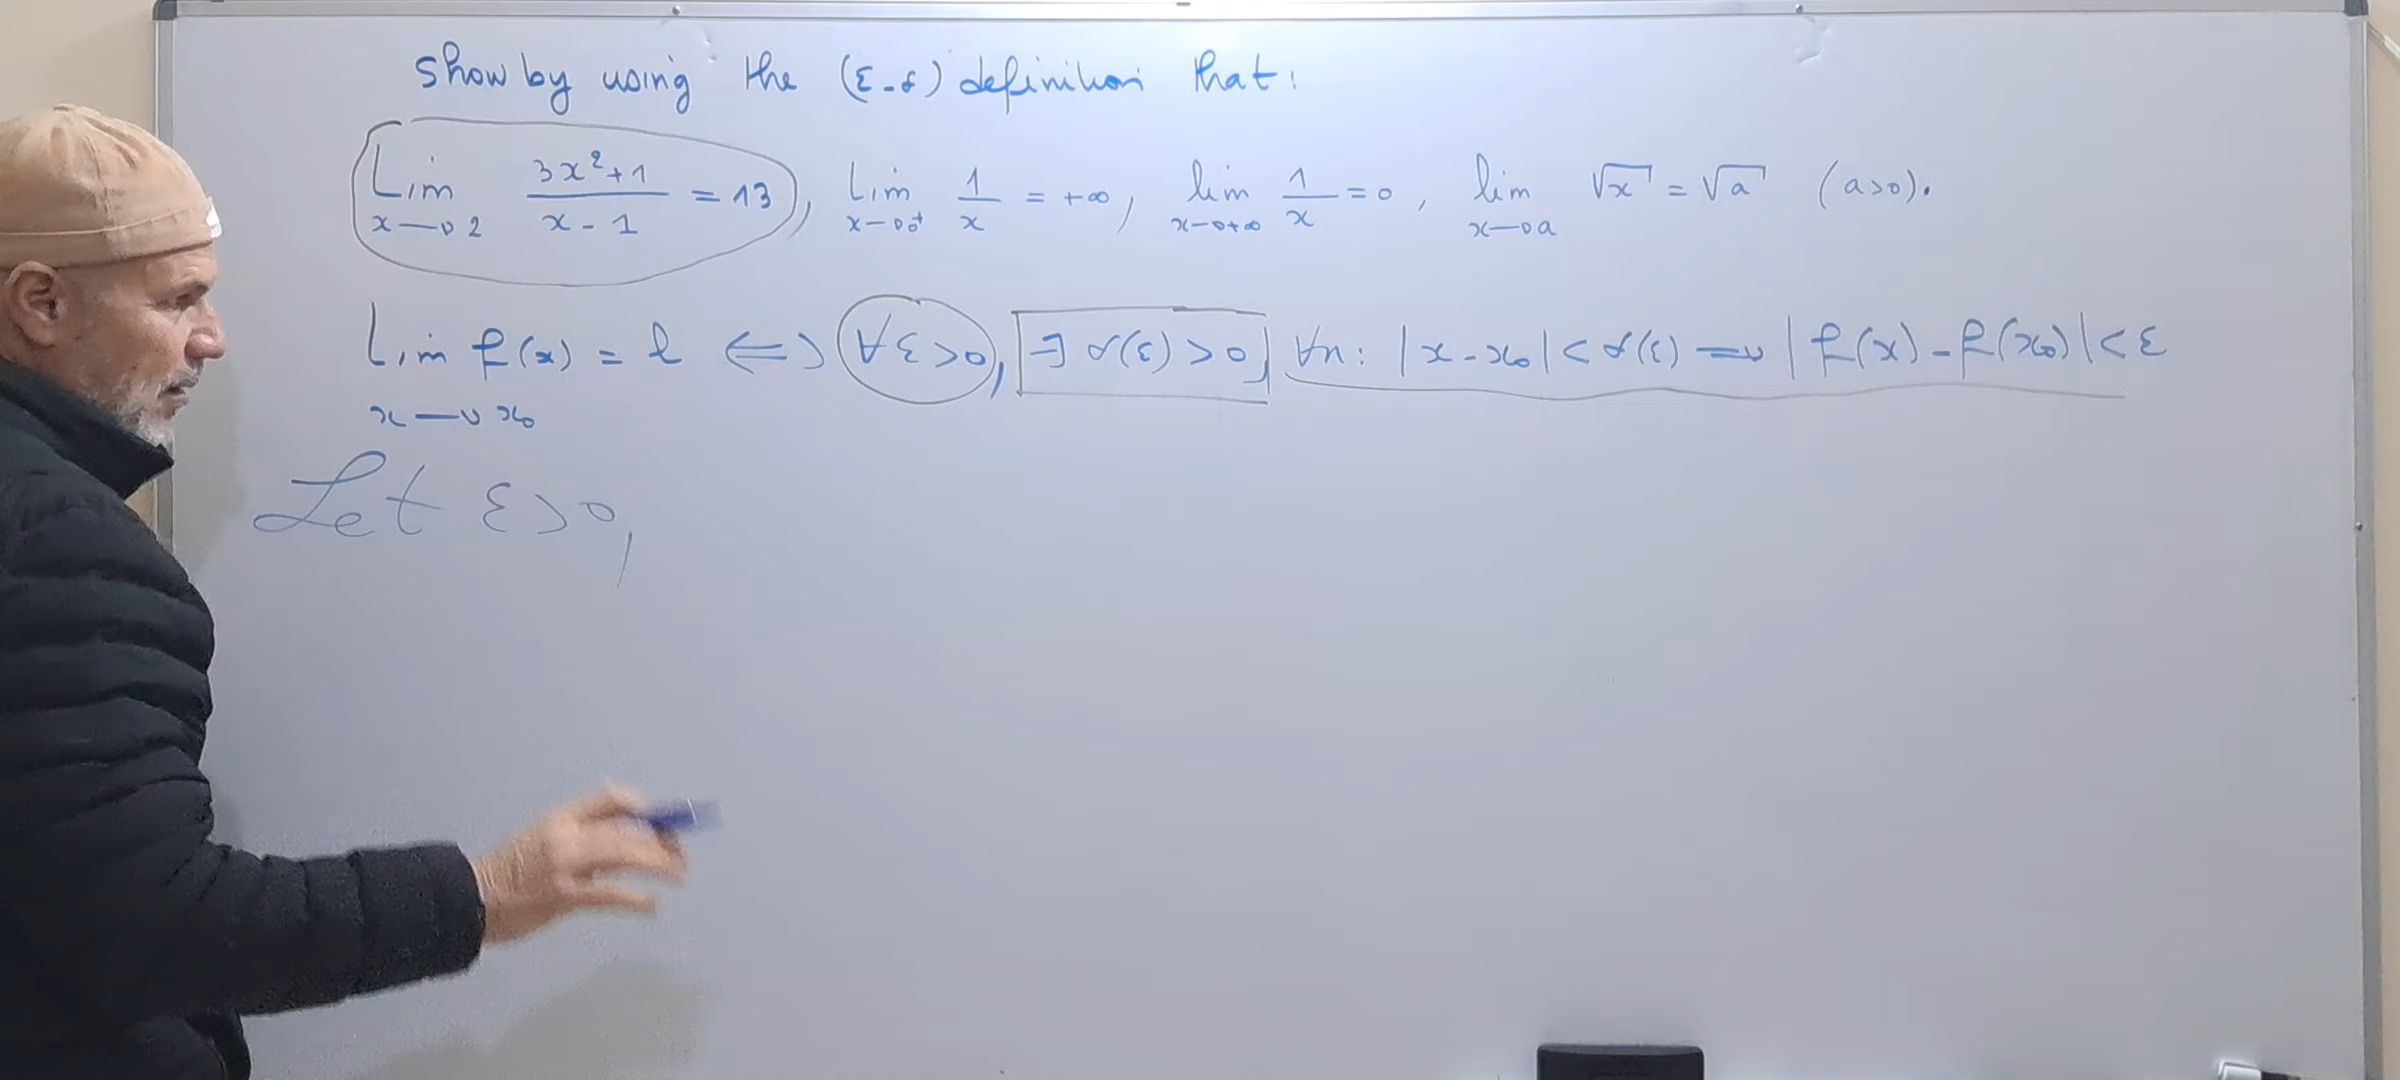 Show by using the (ε-δ) definition that:
Lim x→2 (3x²+1)/(x-1) = 13, Lim x→0⁺ 1/x = +∞, lim x→+∞ 1/x = 0, lim x→a √x = √a (a>0).
Lim x→x₀ f(x) = l ⟺ ∀ε>0, ∃ δ(ε)>0, ∀n: |x-x₀|<δ(ε) ⟹ |f(x)-f(x₀)|<ε
Let ε>0,